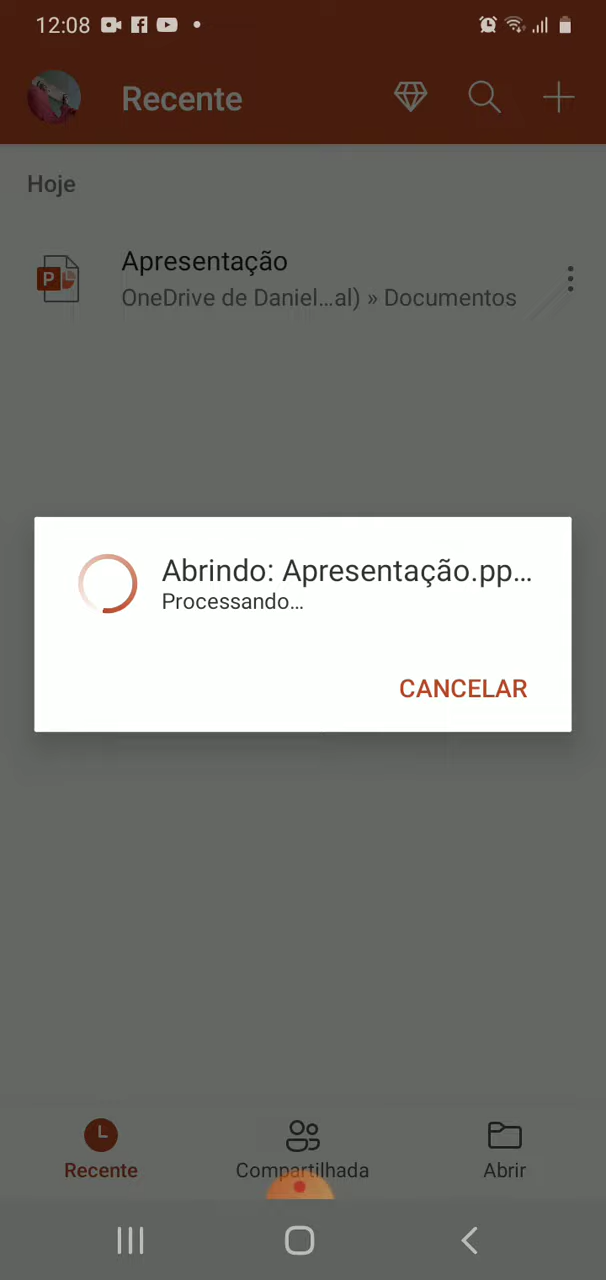 12:08
Recente
Hoje
P
Apresentação
OneDrive de Daniel...al) » Documentos
Abrindo: Apresentação.pp...
Processando...
CANCELAR
Recente
Compartilhada
Abrir